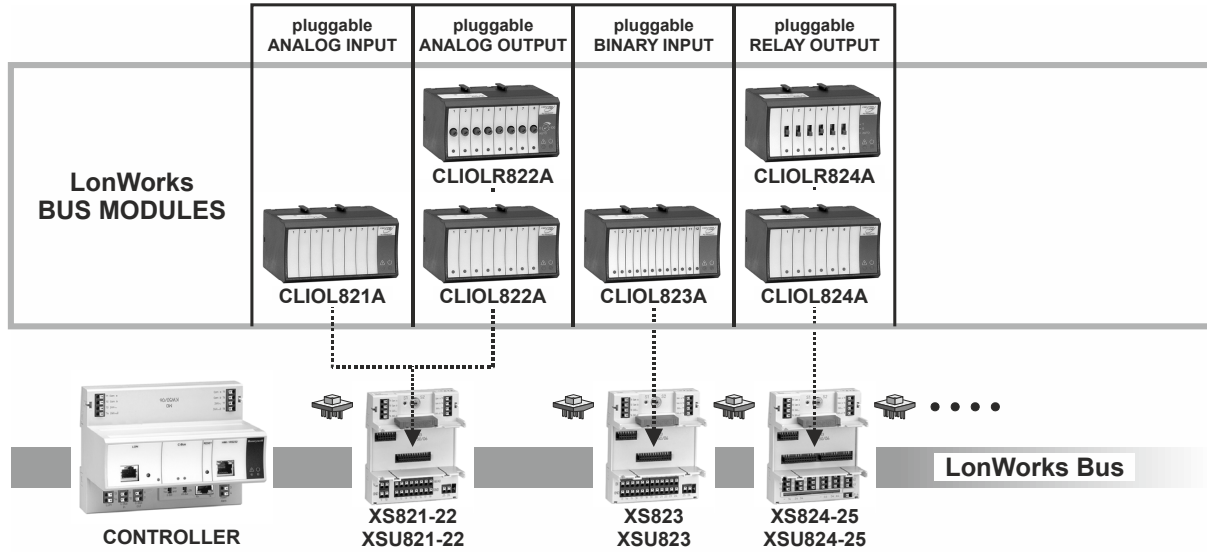 pluggable
ANALOG INPUT
pluggable
ANALOG OUTPUT
pluggable
BINARY INPUT
pluggable
RELAY OUTPUT
LonWorks
BUS MODULES
CLIOLR822A
CLIOLR824A
CLIOL821A
CLIOL822A
CLIOL823A
CLIOL824A
LonWorks Bus
CONTROLLER
XS821-22
XSU821-22
XS823
XSU823
XS824-25
XSU824-25